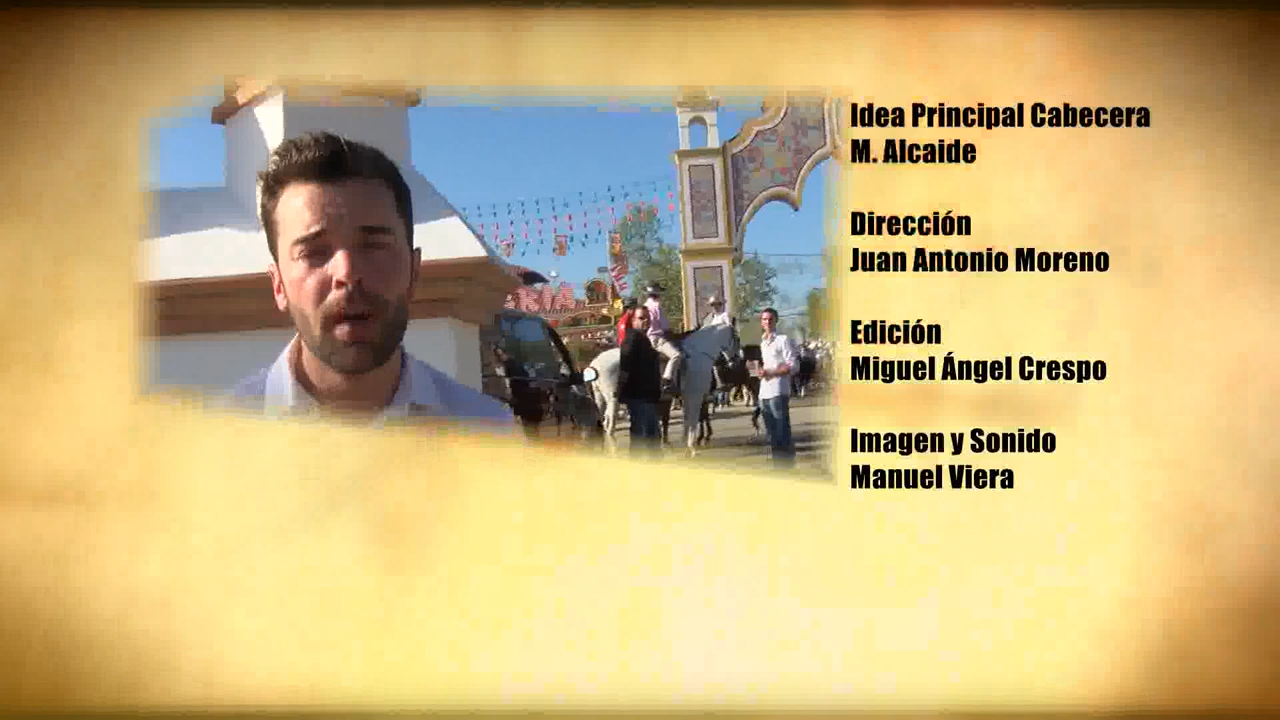 Idea Principal Cabecera
M. Alcaide
Dirección
Juan Antonio Moreno
Edición
Miguel Ángel Crespo
Imagen y Sonido
Manuel Viera